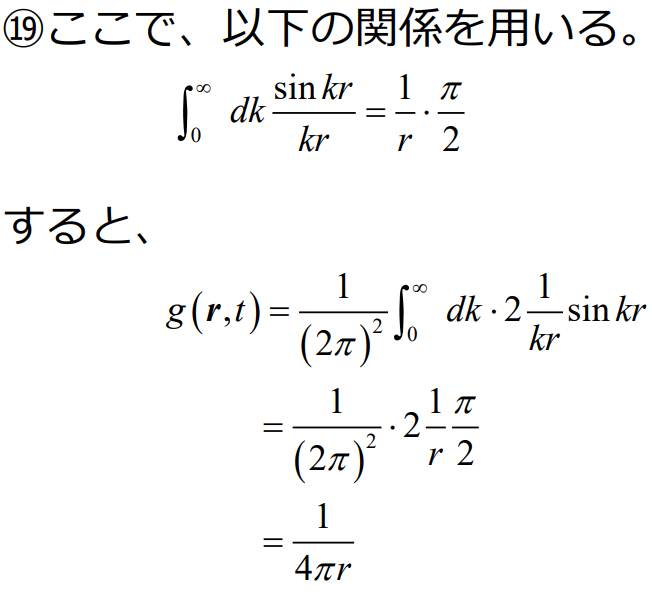 ⑲ここで、以下の関係を用いる。
∫₀^∞ dk (sin kr)/(kr) = (1/r)·(π/2)
すると、
g(r,t) = 1/(2π)² ∫₀^∞ dk·2 (1/kr) sin kr
= 1/(2π)² · 2 (1/r) (π/2)
= 1/(4πr)